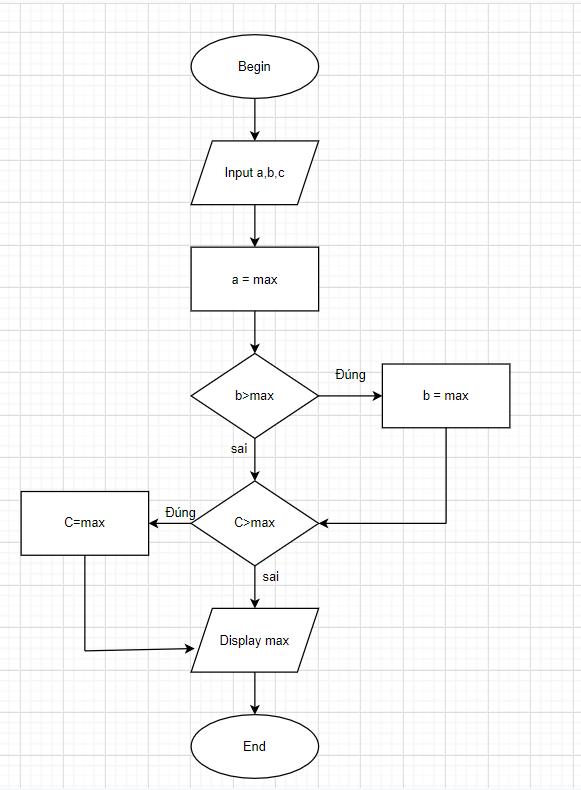 Begin
Input a,b,c
a = max
b>max
Đúng
b = max
sai
C>max
Đúng
C=max
sai
Display max
End